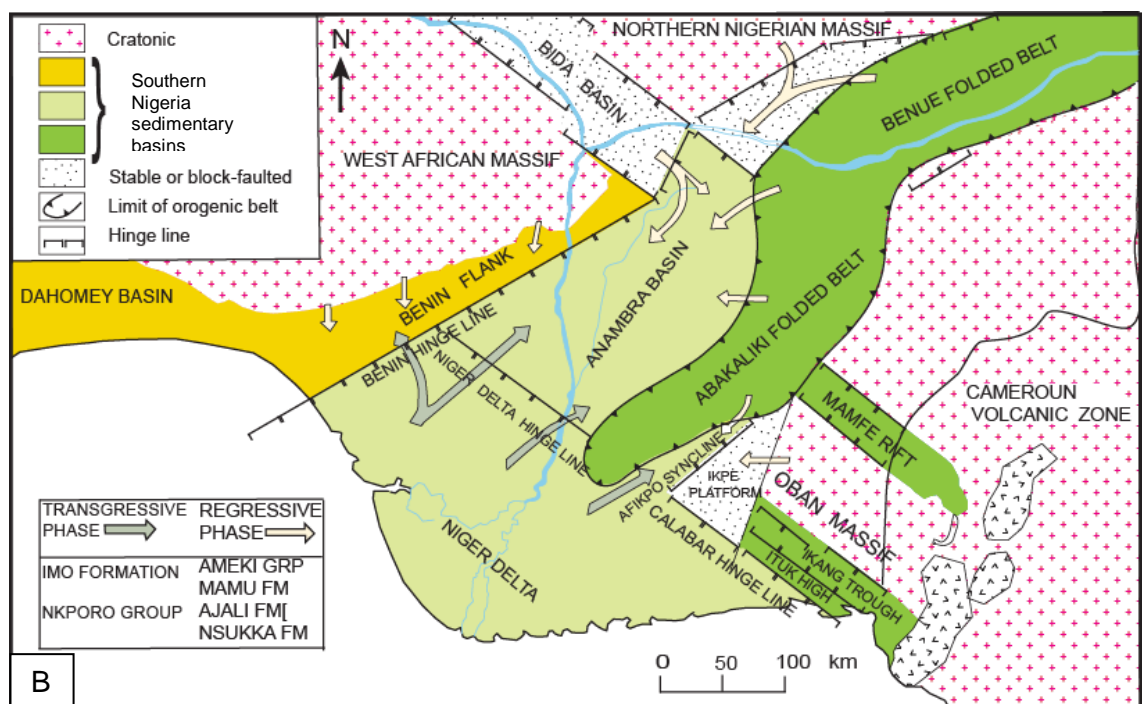 Cratonic
Southern
Nigeria
sedimentary
basins
Stable or block-faulted
Limit of orogenic belt
Hinge line
N
BIDA BASIN
NORTHERN NIGERIAN MASSIF
BENUE FOLDED BELT
WEST AFRICAN MASSIF
DAHOMEY BASIN
BENIN FLANK
BENIN HINGE LINE
NIGER DELTA HINGE LINE
ANAMBRA BASIN
ABAKALIKI FOLDED BELT
MAMFE RIFT
CAMEROUN
VOLCANIC ZONE
AFIKPO SYNCLINE
IKPE
PLATFORM
OBAN MASSIF
CALABAR HINGE LINE
IKANG TROUGH
ITUK HIGH
NIGER DELTA
TRANSGRESSIVE
PHASE
REGRESSIVE
PHASE
IMO FORMATION
NKPORO GROUP
AMEKI GRP
MAMU FM
AJALI FM[
NSUKKA FM
0 50 100 km
B